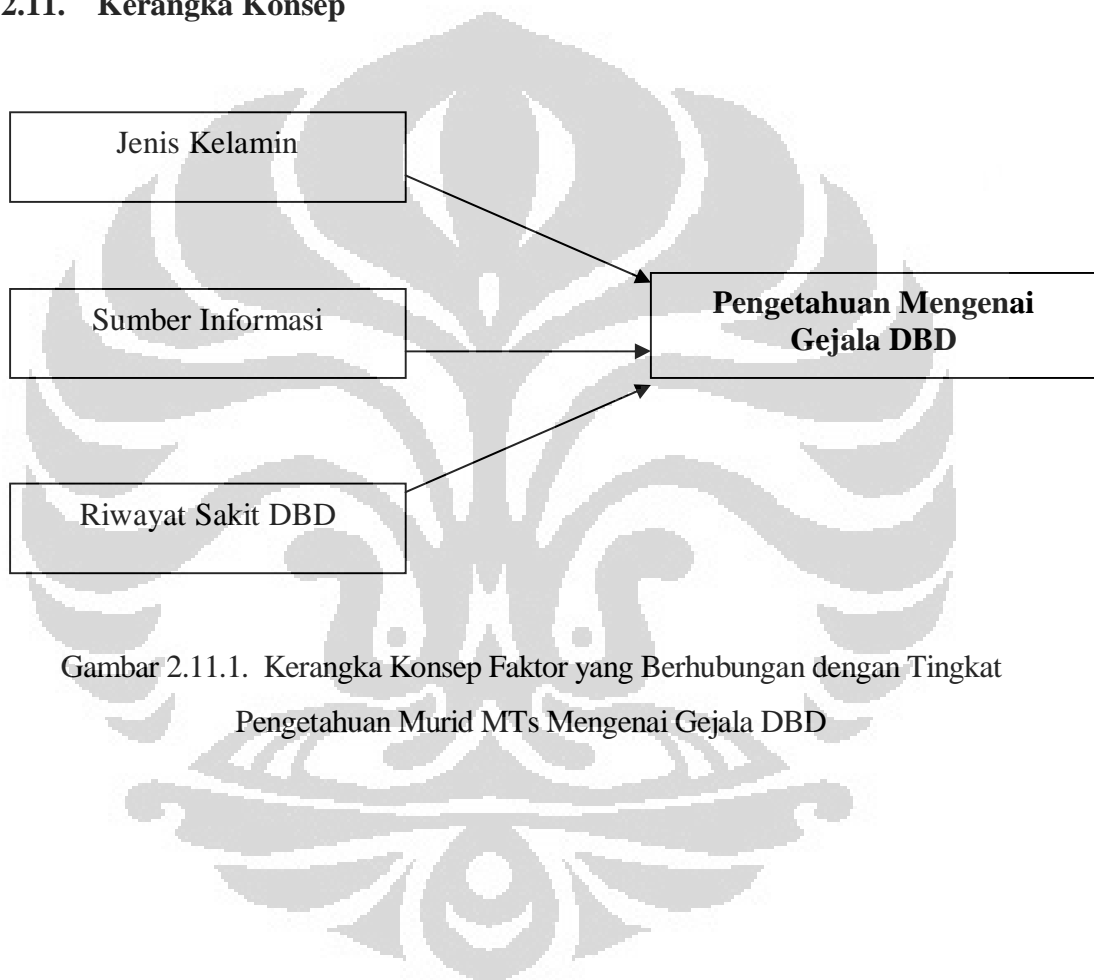 2.11. Kerangka Konsep
Jenis Kelamin
Sumber Informasi
Riwayat Sakit DBD
Pengetahuan Mengenai
Gejala DBD
Gambar 2.11.1. Kerangka Konsep Faktor yang Berhubungan dengan Tingkat
Pengetahuan Murid MTs Mengenai Gejala DBD